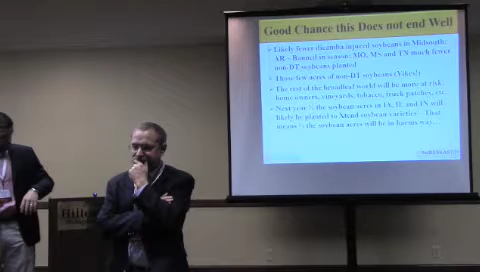 Good Chance this Does not end Well
Likely fewer dicamba injured soybeans in Midsouth:
AR – Banned in season; MO, MS and TN much fewer
non-DT soybeans planted
Those few acres of non-DT soybeans (Yikes!)
The rest of the broadleaf world will be more at risk:
home owners, vineyards, tobacco, truck patches, etc.
Next year ½ the soybean acres in IA, IL and IN will
likely be planted to Xtend soybean varieties – That
means ½ the soybean acres will be in harms way…
Hilton